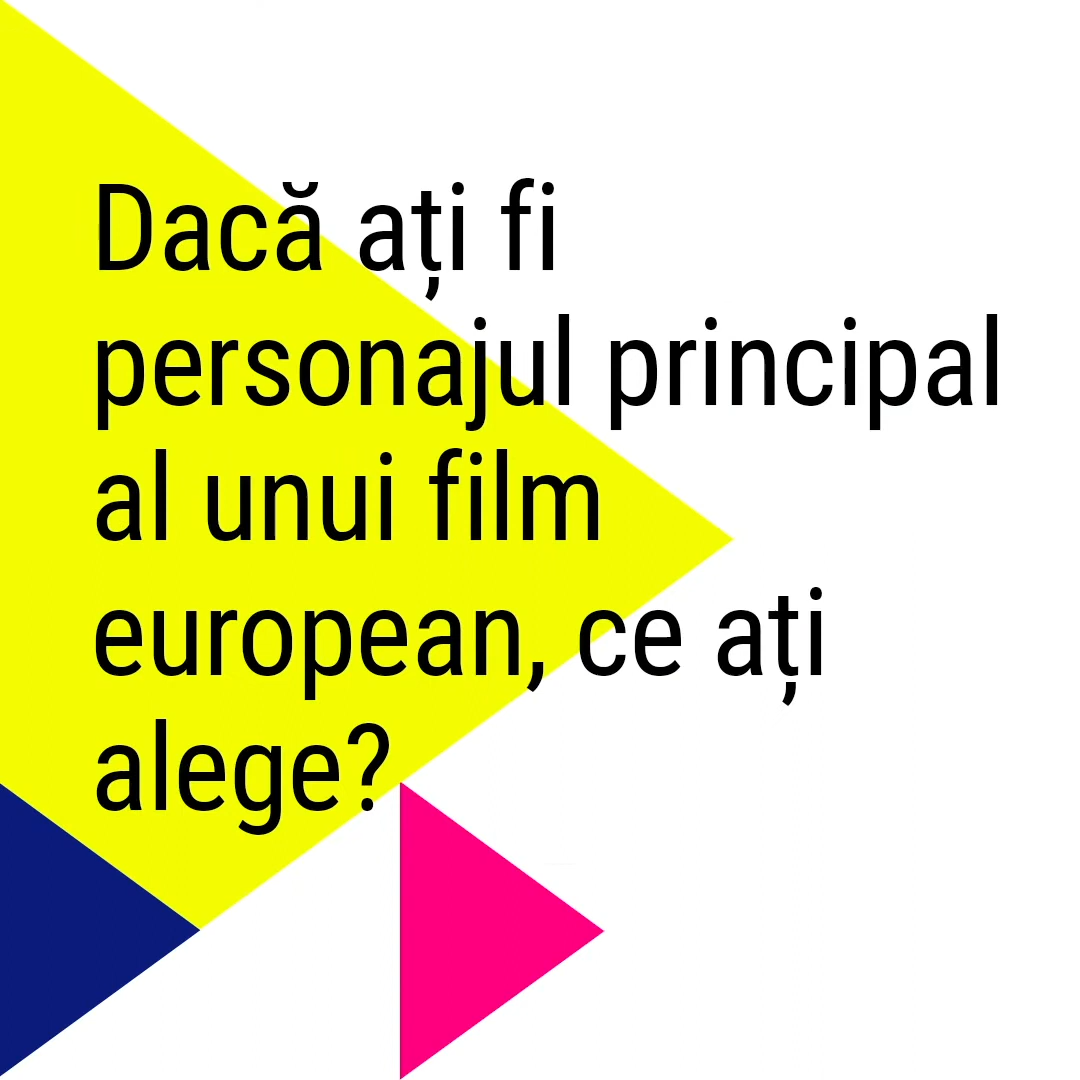 Dacă ați fi
personajul principal
al unui film
european, ce ați
alege?